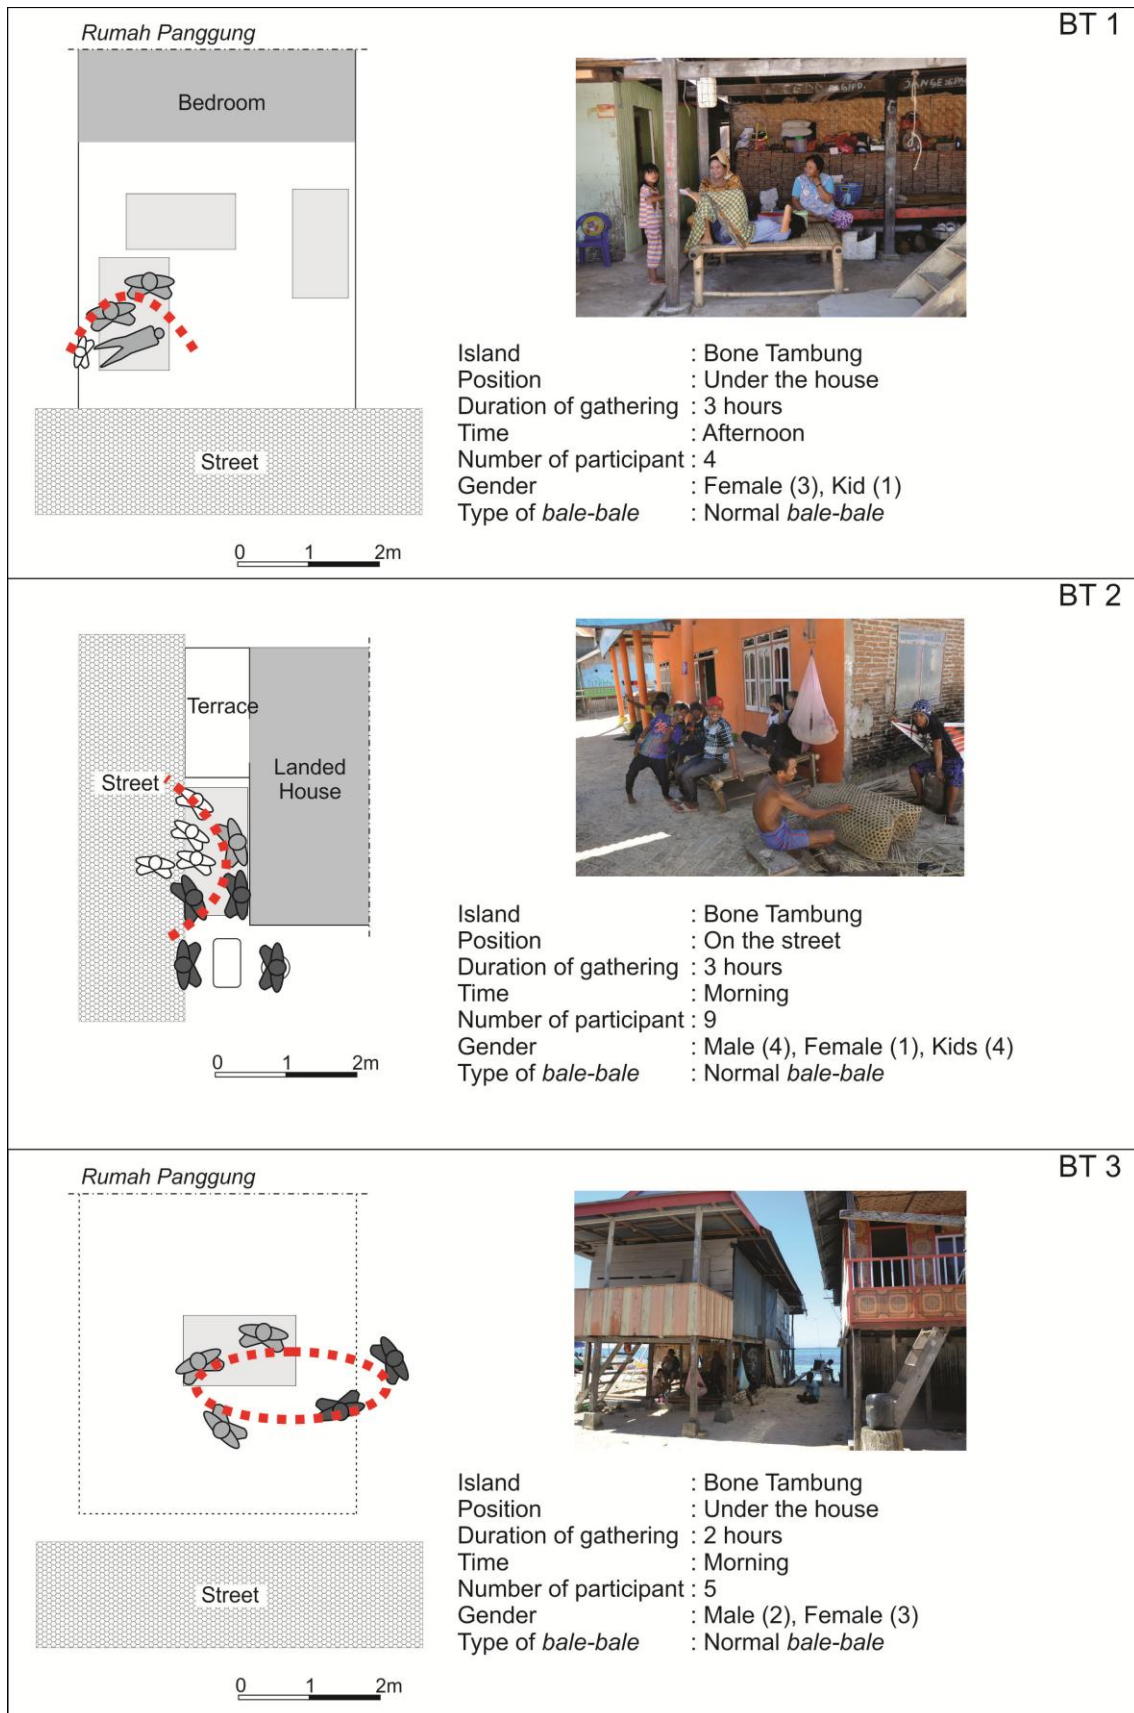 BT 1
Rumah Panggung
Bedroom
Street
0 1 2m
Island : Bone Tambung
Position : Under the house
Duration of gathering : 3 hours
Time : Afternoon
Number of participant : 4
Gender : Female (3), Kid (1)
Type of bale-bale : Normal bale-bale
BT 2
Terrace
Street
Landed
House
0 1 2m
Island : Bone Tambung
Position : On the street
Duration of gathering : 3 hours
Time : Morning
Number of participant : 9
Gender : Male (4), Female (1), Kids (4)
Type of bale-bale : Normal bale-bale
BT 3
Rumah Panggung
Street
0 1 2m
Island : Bone Tambung
Position : Under the house
Duration of gathering : 2 hours
Time : Morning
Number of participant : 5
Gender : Male (2), Female (3)
Type of bale-bale : Normal bale-bale